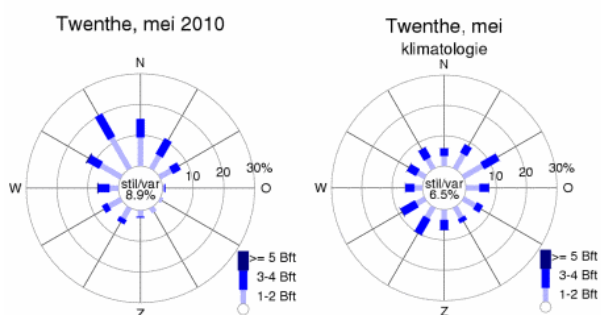 Twenthe, mei 2010
N
W
stil/var
8.9%
10
20
30%
O
Z
>= 5 Bft
3-4 Bft
1-2 Bft
Twenthe, mei
klimatologie
N
W
stil/var
6.5%
10
20
30%
O
Z
>= 5 Bft
3-4 Bft
1-2 Bft